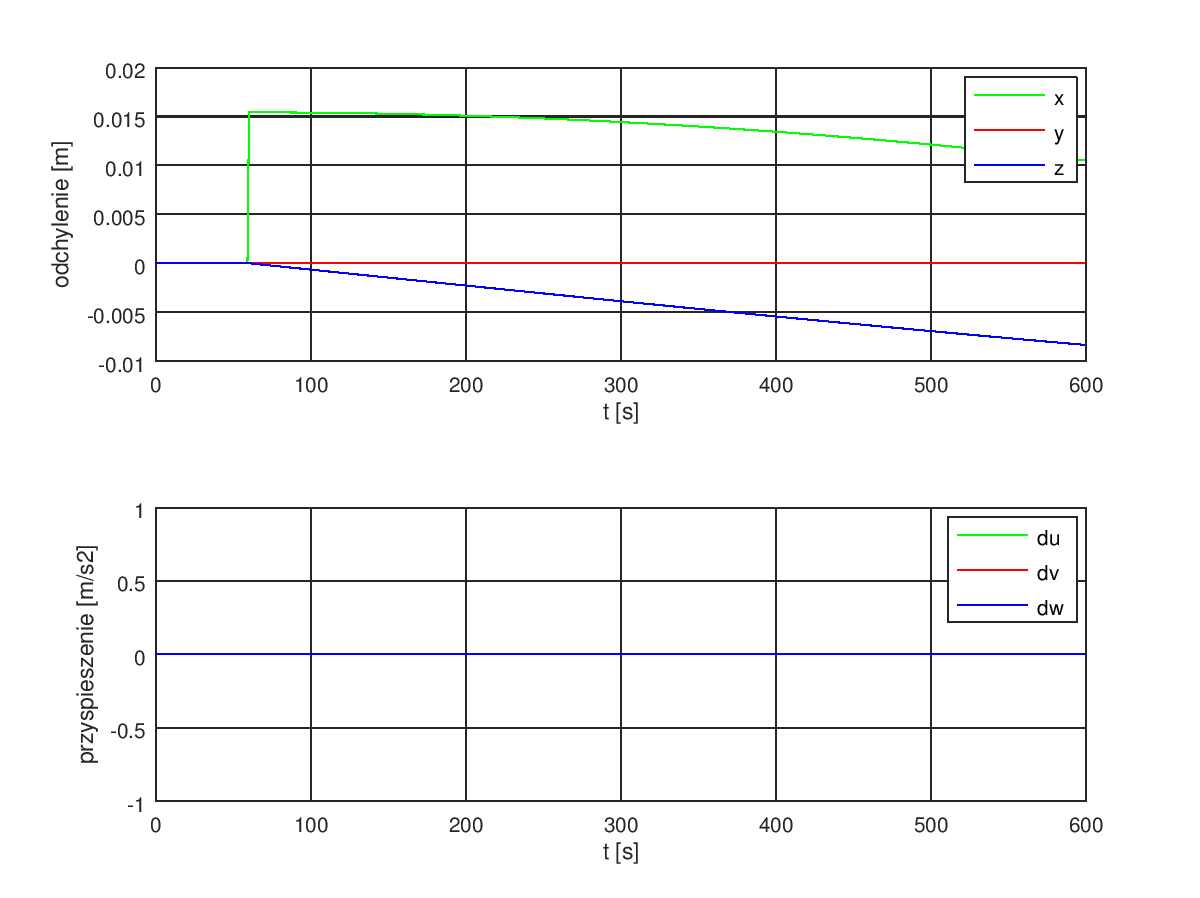 0.02
0.015
0.01
0.005
0
-0.005
-0.01
odchylenie [m]
x
y
z
0 100 200 300 400 500 600
t [s]
1
0.5
0
-0.5
-1
przyspieszenie [m/s2]
du
dv
dw
0 100 200 300 400 500 600
t [s]